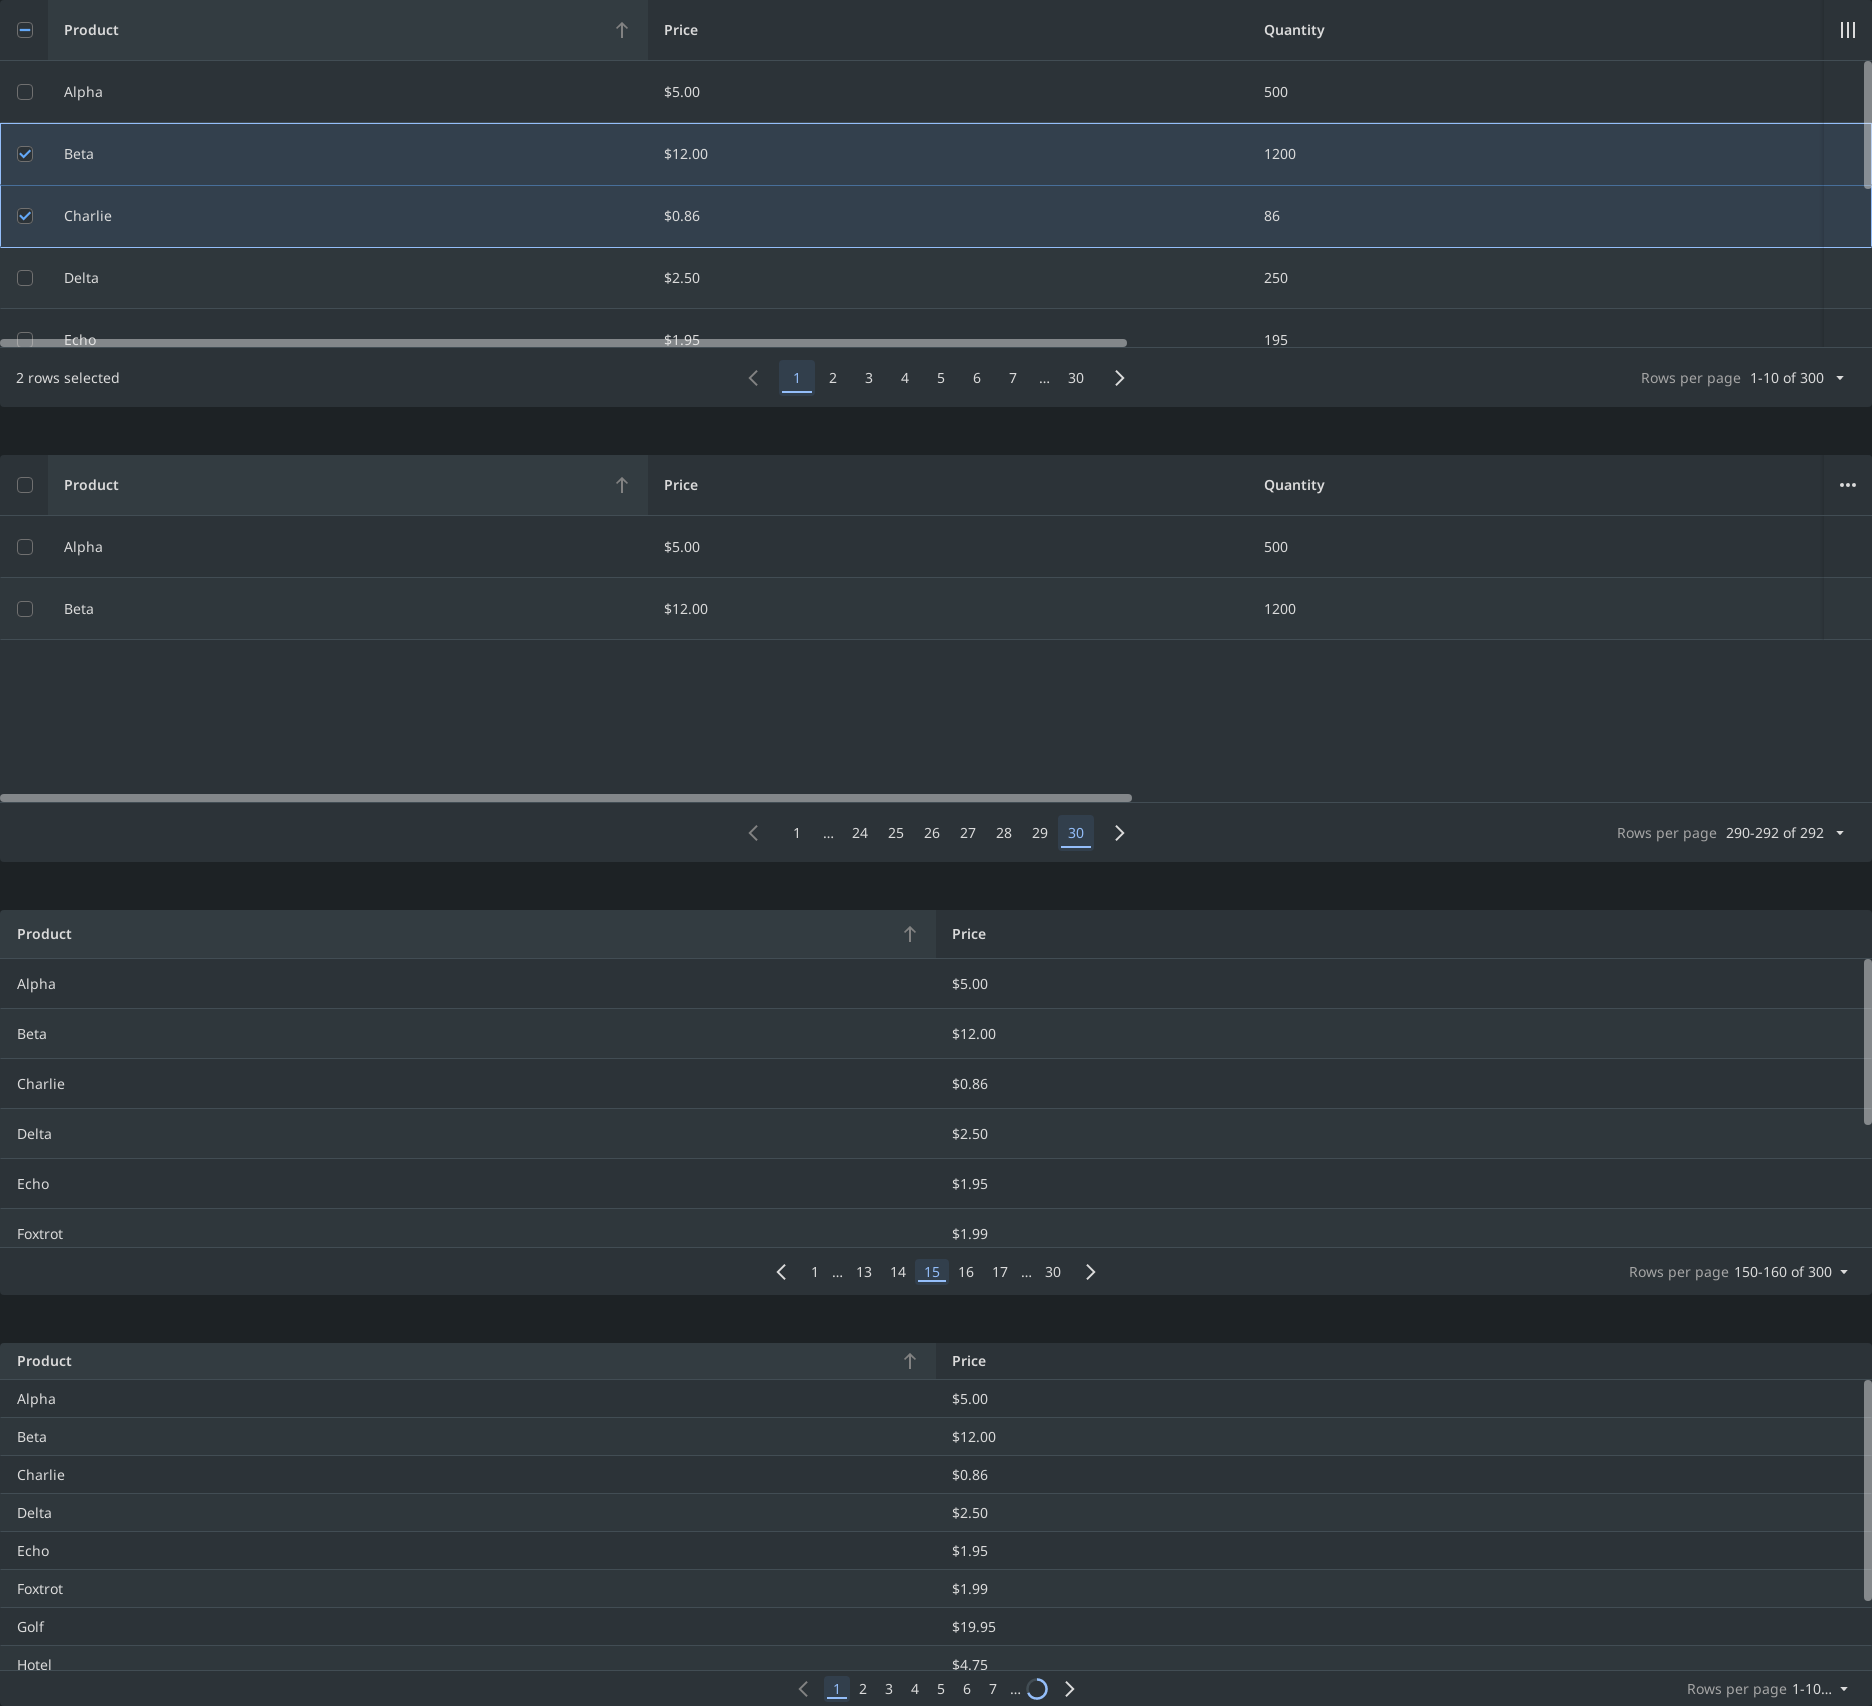 Product Price Quantity
Alpha $5.00 500
Beta $12.00 1200
Charlie $0.86 86
Delta $2.50 250
Echo $1.95 195
2 rows selected 1 2 3 4 5 6 7 ... 30 Rows per page 1-10 of 300
Product Price Quantity
Alpha $5.00 500
Beta $12.00 1200
1 ... 24 25 26 27 28 29 30 Rows per page 290-292 of 292
Product Price
Alpha $5.00
Beta $12.00
Charlie $0.86
Delta $2.50
Echo $1.95
Foxtrot $1.99
1 ... 13 14 15 16 17 ... 30 Rows per page 150-160 of 300
Product Price
Alpha $5.00
Beta $12.00
Charlie $0.86
Delta $2.50
Echo $1.95
Foxtrot $1.99
Golf $19.95
Hotel $4.75
1 2 3 4 5 6 7 ... Rows per page 1-10...